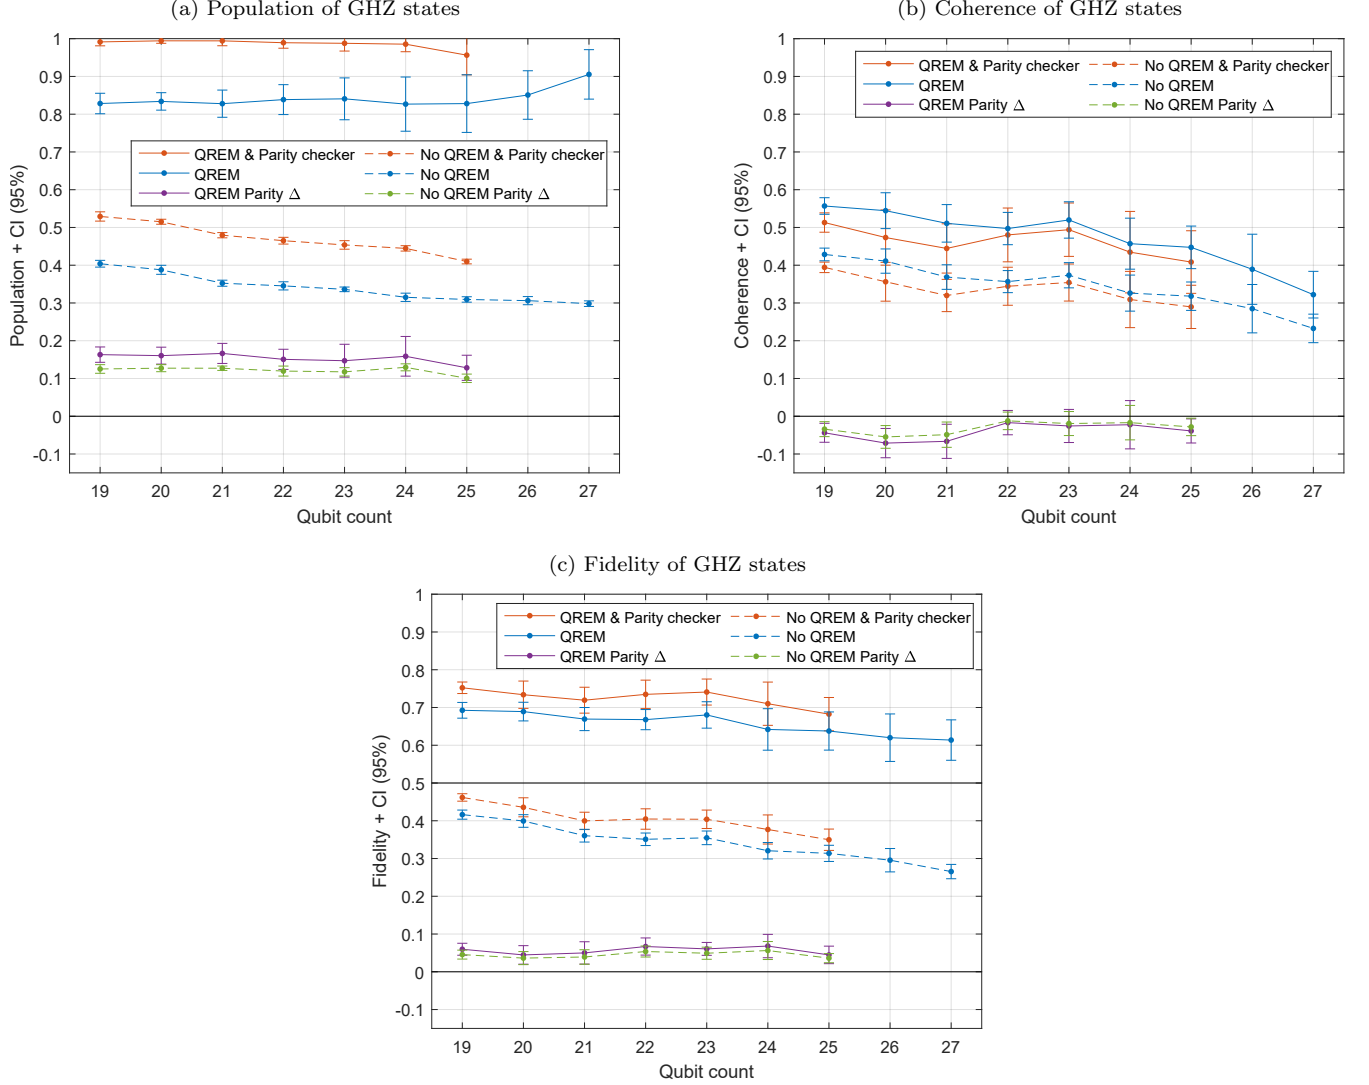 (a) Population of GHZ states
1
0.9
0.8
0.7
0.6
0.5
0.4
0.3
0.2
0.1
0
-0.1
Population + CI (95%)
QREM & Parity checker
QREM
QREM Parity Δ
No QREM & Parity checker
No QREM
No QREM Parity Δ
19 20 21 22 23 24 25 26 27
Qubit count
(b) Coherence of GHZ states
1
0.9
0.8
0.7
0.6
0.5
0.4
0.3
0.2
0.1
0
-0.1
Coherence + CI (95%)
QREM & Parity checker
QREM
QREM Parity Δ
No QREM & Parity checker
No QREM
No QREM Parity Δ
19 20 21 22 23 24 25 26 27
Qubit count
(c) Fidelity of GHZ states
1
0.9
0.8
0.7
0.6
0.5
0.4
0.3
0.2
0.1
0
-0.1
Fidelity + CI (95%)
QREM & Parity checker
QREM
QREM Parity Δ
No QREM & Parity checker
No QREM
No QREM Parity Δ
19 20 21 22 23 24 25 26 27
Qubit count